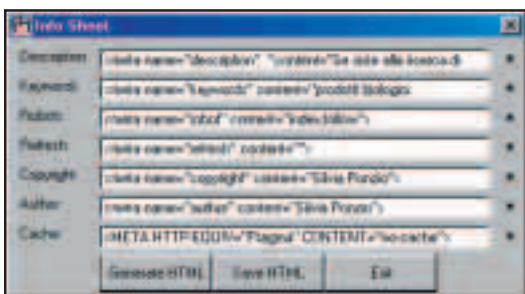 Info Sheet
Description <meta name="description" "content="Se siete alla ricerca di
Keywords <meta name="keywords" content="prodotti biologici
Robots <meta name="robot" content="index,follow">
Refresh <meta name="refresh" content="">
Copyright <meta name="copyright" content="Silvia Ponzio">
Author <meta name="author" content="Silvia Ponzio">
Cache <META HTTP-EQUIV="Pragma" CONTENT="no-cache">
Generate HTML Save HTML Exit